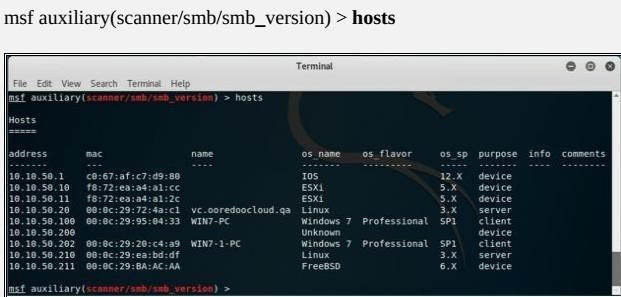 msf auxiliary(scanner/smb/smb_version) > hosts
Terminal
File Edit View Search Terminal Help
msf auxiliary(scanner/smb/smb_version) > hosts
Hosts
=====
address mac name os_name os_flavor os_sp purpose info comments
------- --- ---- ------- --------- ----- ------- ---- --------
10.10.50.1 c0:67:af:c7:d9:80 IOS 12.X device
10.10.50.10 f8:72:ea:a4:a1:cc ESXi 5.X device
10.10.50.11 f8:72:ea:a4:a1:2c ESXi 5.X device
10.10.50.20 00:0c:29:72:4a:c1 vc.ooredoocloud.qa Linux 3.X server
10.10.50.100 00:0c:29:95:04:33 WIN7-PC Windows 7 Professional SP1 client
10.10.50.200 Unknown device
10.10.50.202 00:0c:29:20:c4:a9 WIN7-1-PC Windows 7 Professional SP1 client
10.10.50.210 00:0c:29:ea:bd:df Linux 3.X server
10.10.50.211 00:0C:29:BA:AC:AA FreeBSD 6.X device
msf auxiliary(scanner/smb/smb_version) >